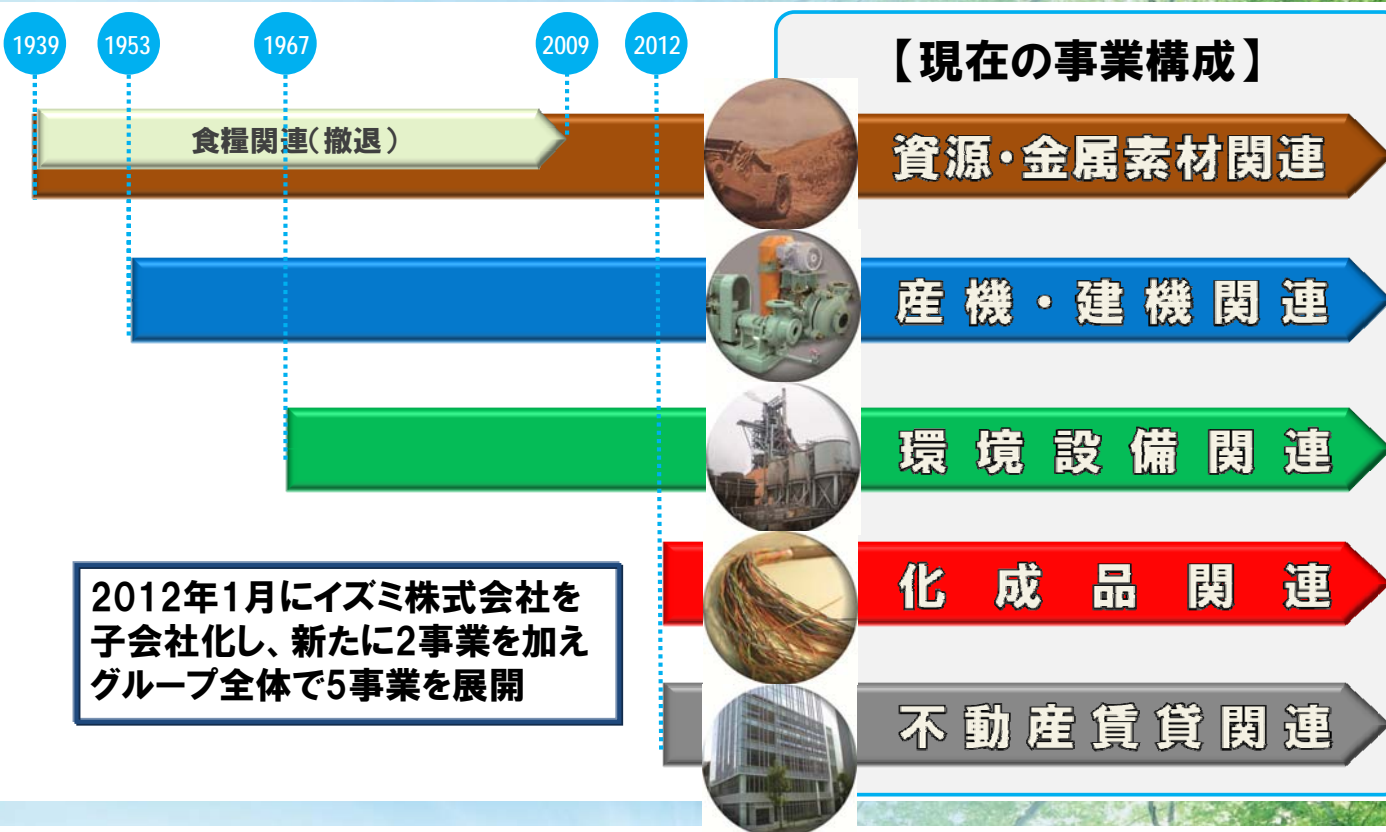 1939
1953
1967
2009
2012
【現在の事業構成】
食糧関連(撤退)
資源・金属素材関連
産機・建機関連
環境設備関連
化成品関連
不動産賃貸関連
2012年1月にイズミ株式会社を
子会社化し、新たに2事業を加え
グループ全体で5事業を展開